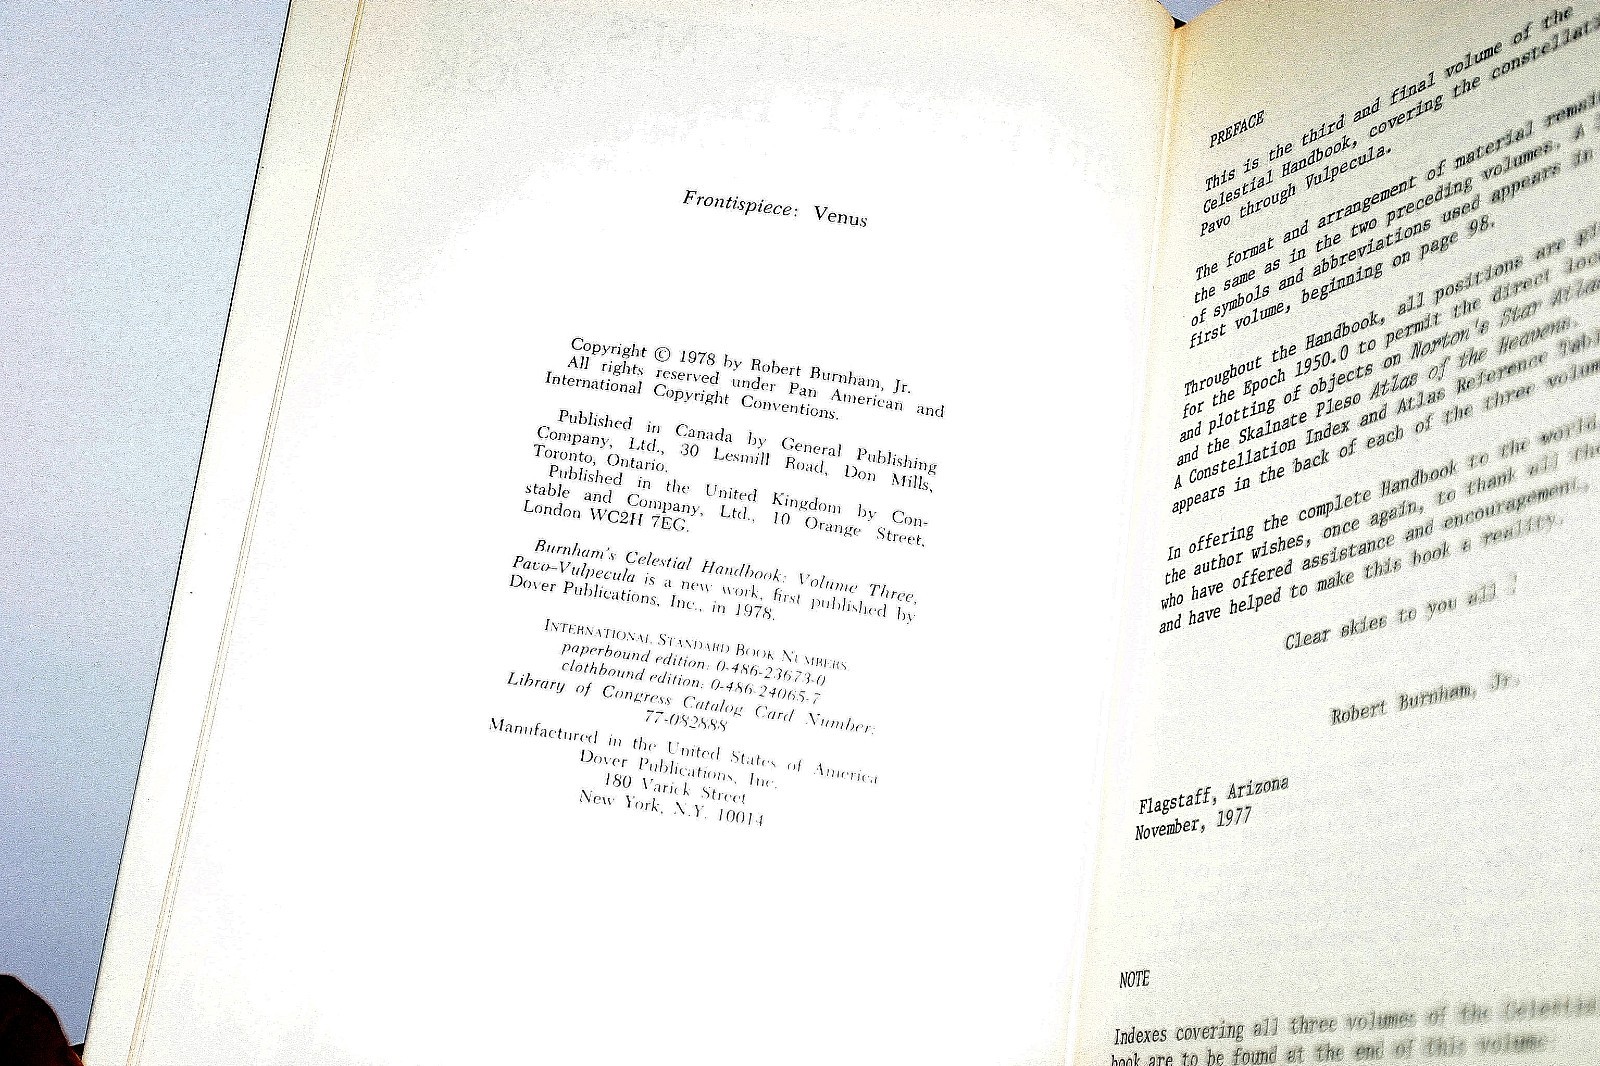 Frontispiece: Venus
Copyright © 1978 by Robert Burnham, Jr.
All rights reserved under Pan American and
International Copyright Conventions.
Published in Canada by General Publishing
Company, Ltd., 30 Lesmill Road, Don Mills,
Toronto, Ontario.
Published in the United Kingdom by Con-
stable and Company, Ltd., 10 Orange Street,
London WC2H 7EG.
Burnham's Celestial Handbook: Volume Three,
Pavo–Vulpecula is a new work, first published by
Dover Publications, Inc., in 1978.
INTERNATIONAL STANDARD BOOK NUMBERS
paperbound edition: 0-486-23673-0
clothbound edition: 0-486-24065-7
Library of Congress Catalog Card Number:
77-082888
Manufactured in the United States of America
Dover Publications, Inc.
180 Varick Street
New York, N.Y. 10014
PREFACE
This is the third and final volume of the
Celestial Handbook, covering the
Pavo through Vulpecula.
The format and arrangement of material
the same as in the two preceding volumes. A
of symbols and abbreviations used appears in
first volume, beginning on page 98.
Throughout the Handbook, all positions are
for the Epoch 1950.0 to permit the direct
and plotting of objects on Norton's Star Atlas
and the Skalnate Pleso Atlas of the Heavens.
A Constellation Index and Atlas Reference
appears in the back of each of the three
In offering the complete Handbook to the world,
the author wishes, once again, to thank all
who have offered assistance and encouragement,
and have helped to make this book a reality.
Clear skies to you all !
Robert Burnham, Jr.
Flagstaff, Arizona
November, 1977
NOTE
Indexes covering all three volumes of the Celestial
book are to be found at the end of this volume